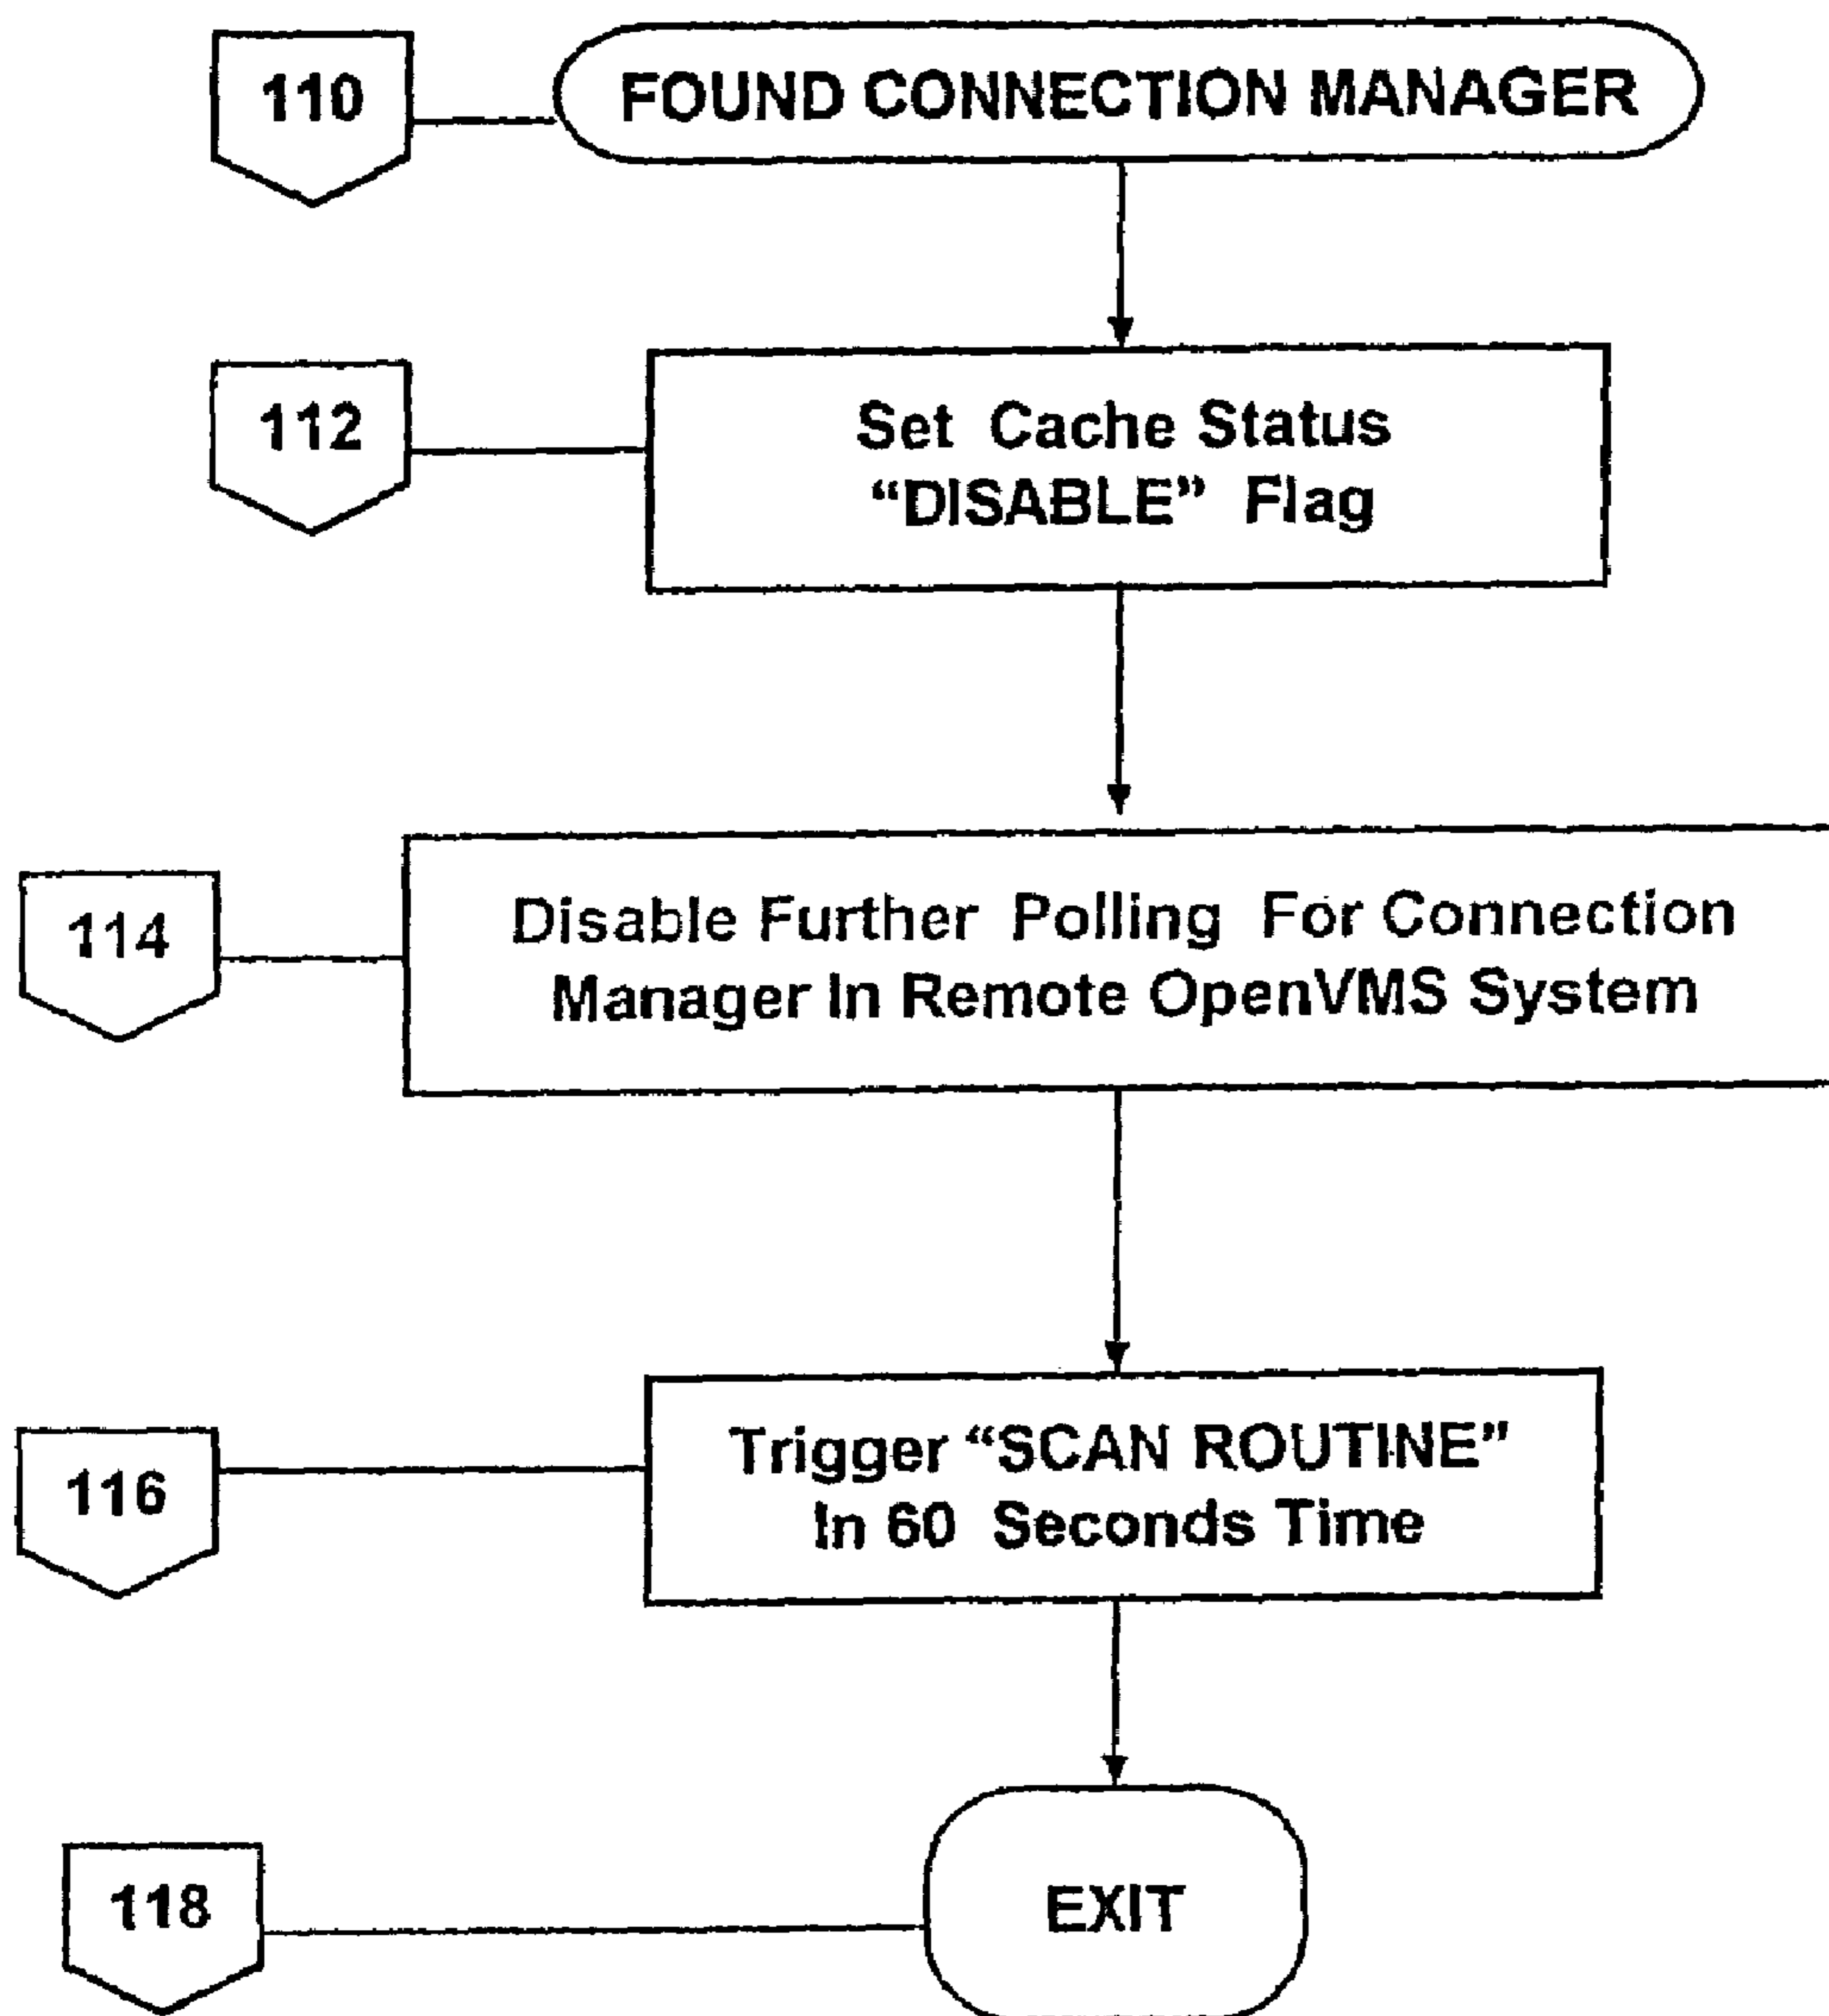 110
FOUND CONNECTION MANAGER
112
Set Cache Status
“DISABLE” Flag
114
Disable Further Polling For Connection
Manager In Remote OpenVMS System
116
Trigger “SCAN ROUTINE”
In 60 Seconds Time
118
EXIT